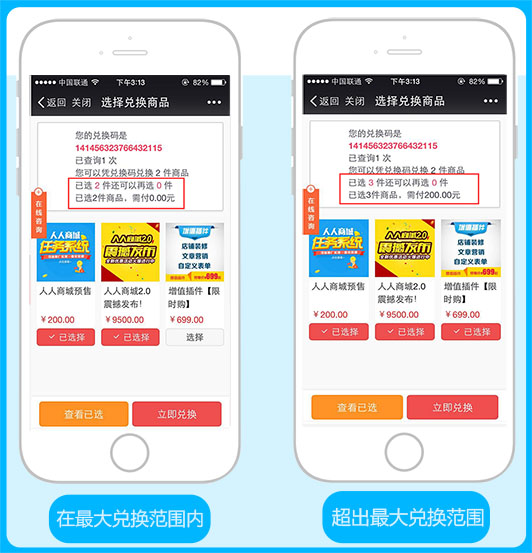 中国联通 下午3:13 82%
返回 关闭 选择兑换商品
您的兑换码是
141456323766432115
已查询1 次
您可以凭兑换码兑换 2 件商品
已选 2 件还可以再选 0 件
已选2件商品，需付0.00元
在线咨询
人人商城
任务系统
人人商城2.0
震撼发布
增值插件
店铺装修
文章营销
自定义表单
699元
人人商城预售
¥200.00
已选择
人人商城2.0
震撼发布!
¥9500.00
已选择
增值插件【限
时购】
¥699.00
选择
查看已选 立即兑换
在最大兑换范围内
中国联通 下午3:13 82%
返回 关闭 选择兑换商品
您的兑换码是
141456323766432115
已查询1 次
您可以凭兑换码兑换 2 件商品
已选 3 件还可以再选 0 件
已选3件商品，需付200.00元
在线咨询
人人商城
任务系统
人人商城2.0
震撼发布
增值插件
店铺装修
文章营销
自定义表单
699元
人人商城预售
¥200.00
已选择
人人商城2.0
震撼发布!
¥9500.00
已选择
增值插件【限
时购】
¥699.00
已选择
查看已选 立即兑换
超出最大兑换范围